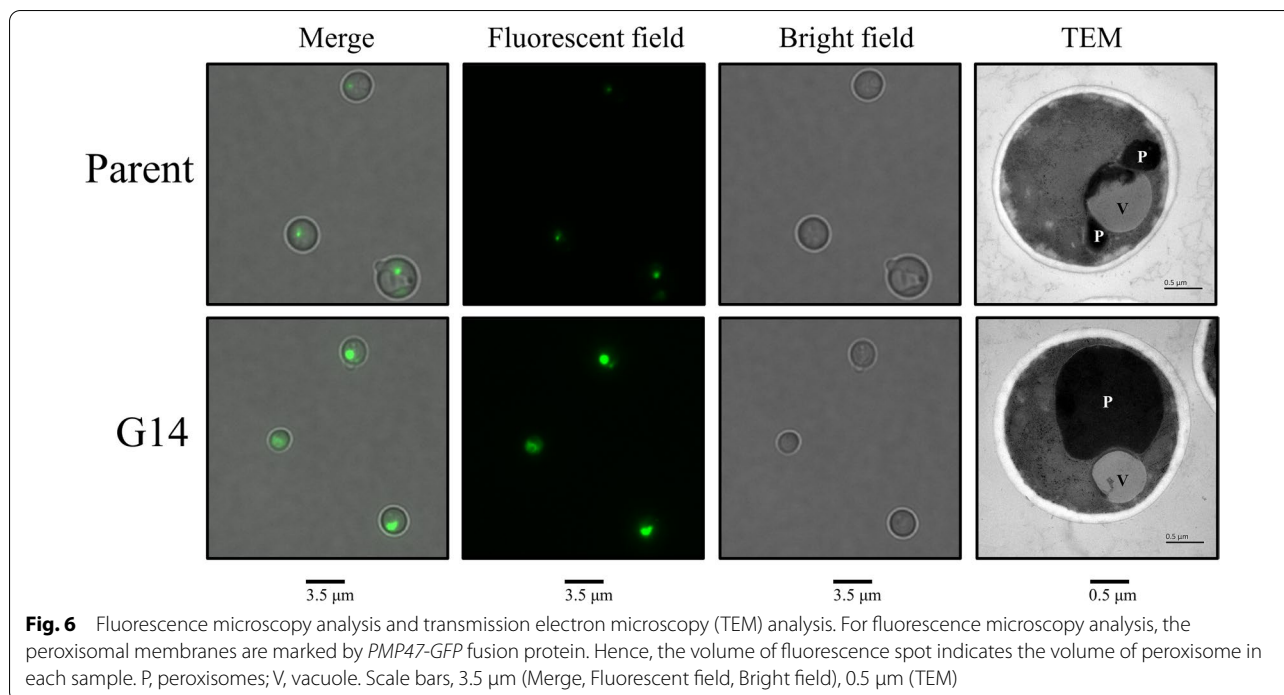 Merge Fluorescent field Bright field TEM
Parent
P
V
P
0.5 µm
G14
P
V
0.5 µm
3.5 µm 3.5 µm 3.5 µm 0.5 µm
Fig. 6 Fluorescence microscopy analysis and transmission electron microscopy (TEM) analysis. For fluorescence microscopy analysis, the
peroxisomal membranes are marked by PMP47-GFP fusion protein. Hence, the volume of fluorescence spot indicates the volume of peroxisome in
each sample. P, peroxisomes; V, vacuole. Scale bars, 3.5 µm (Merge, Fluorescent field, Bright field), 0.5 µm (TEM)